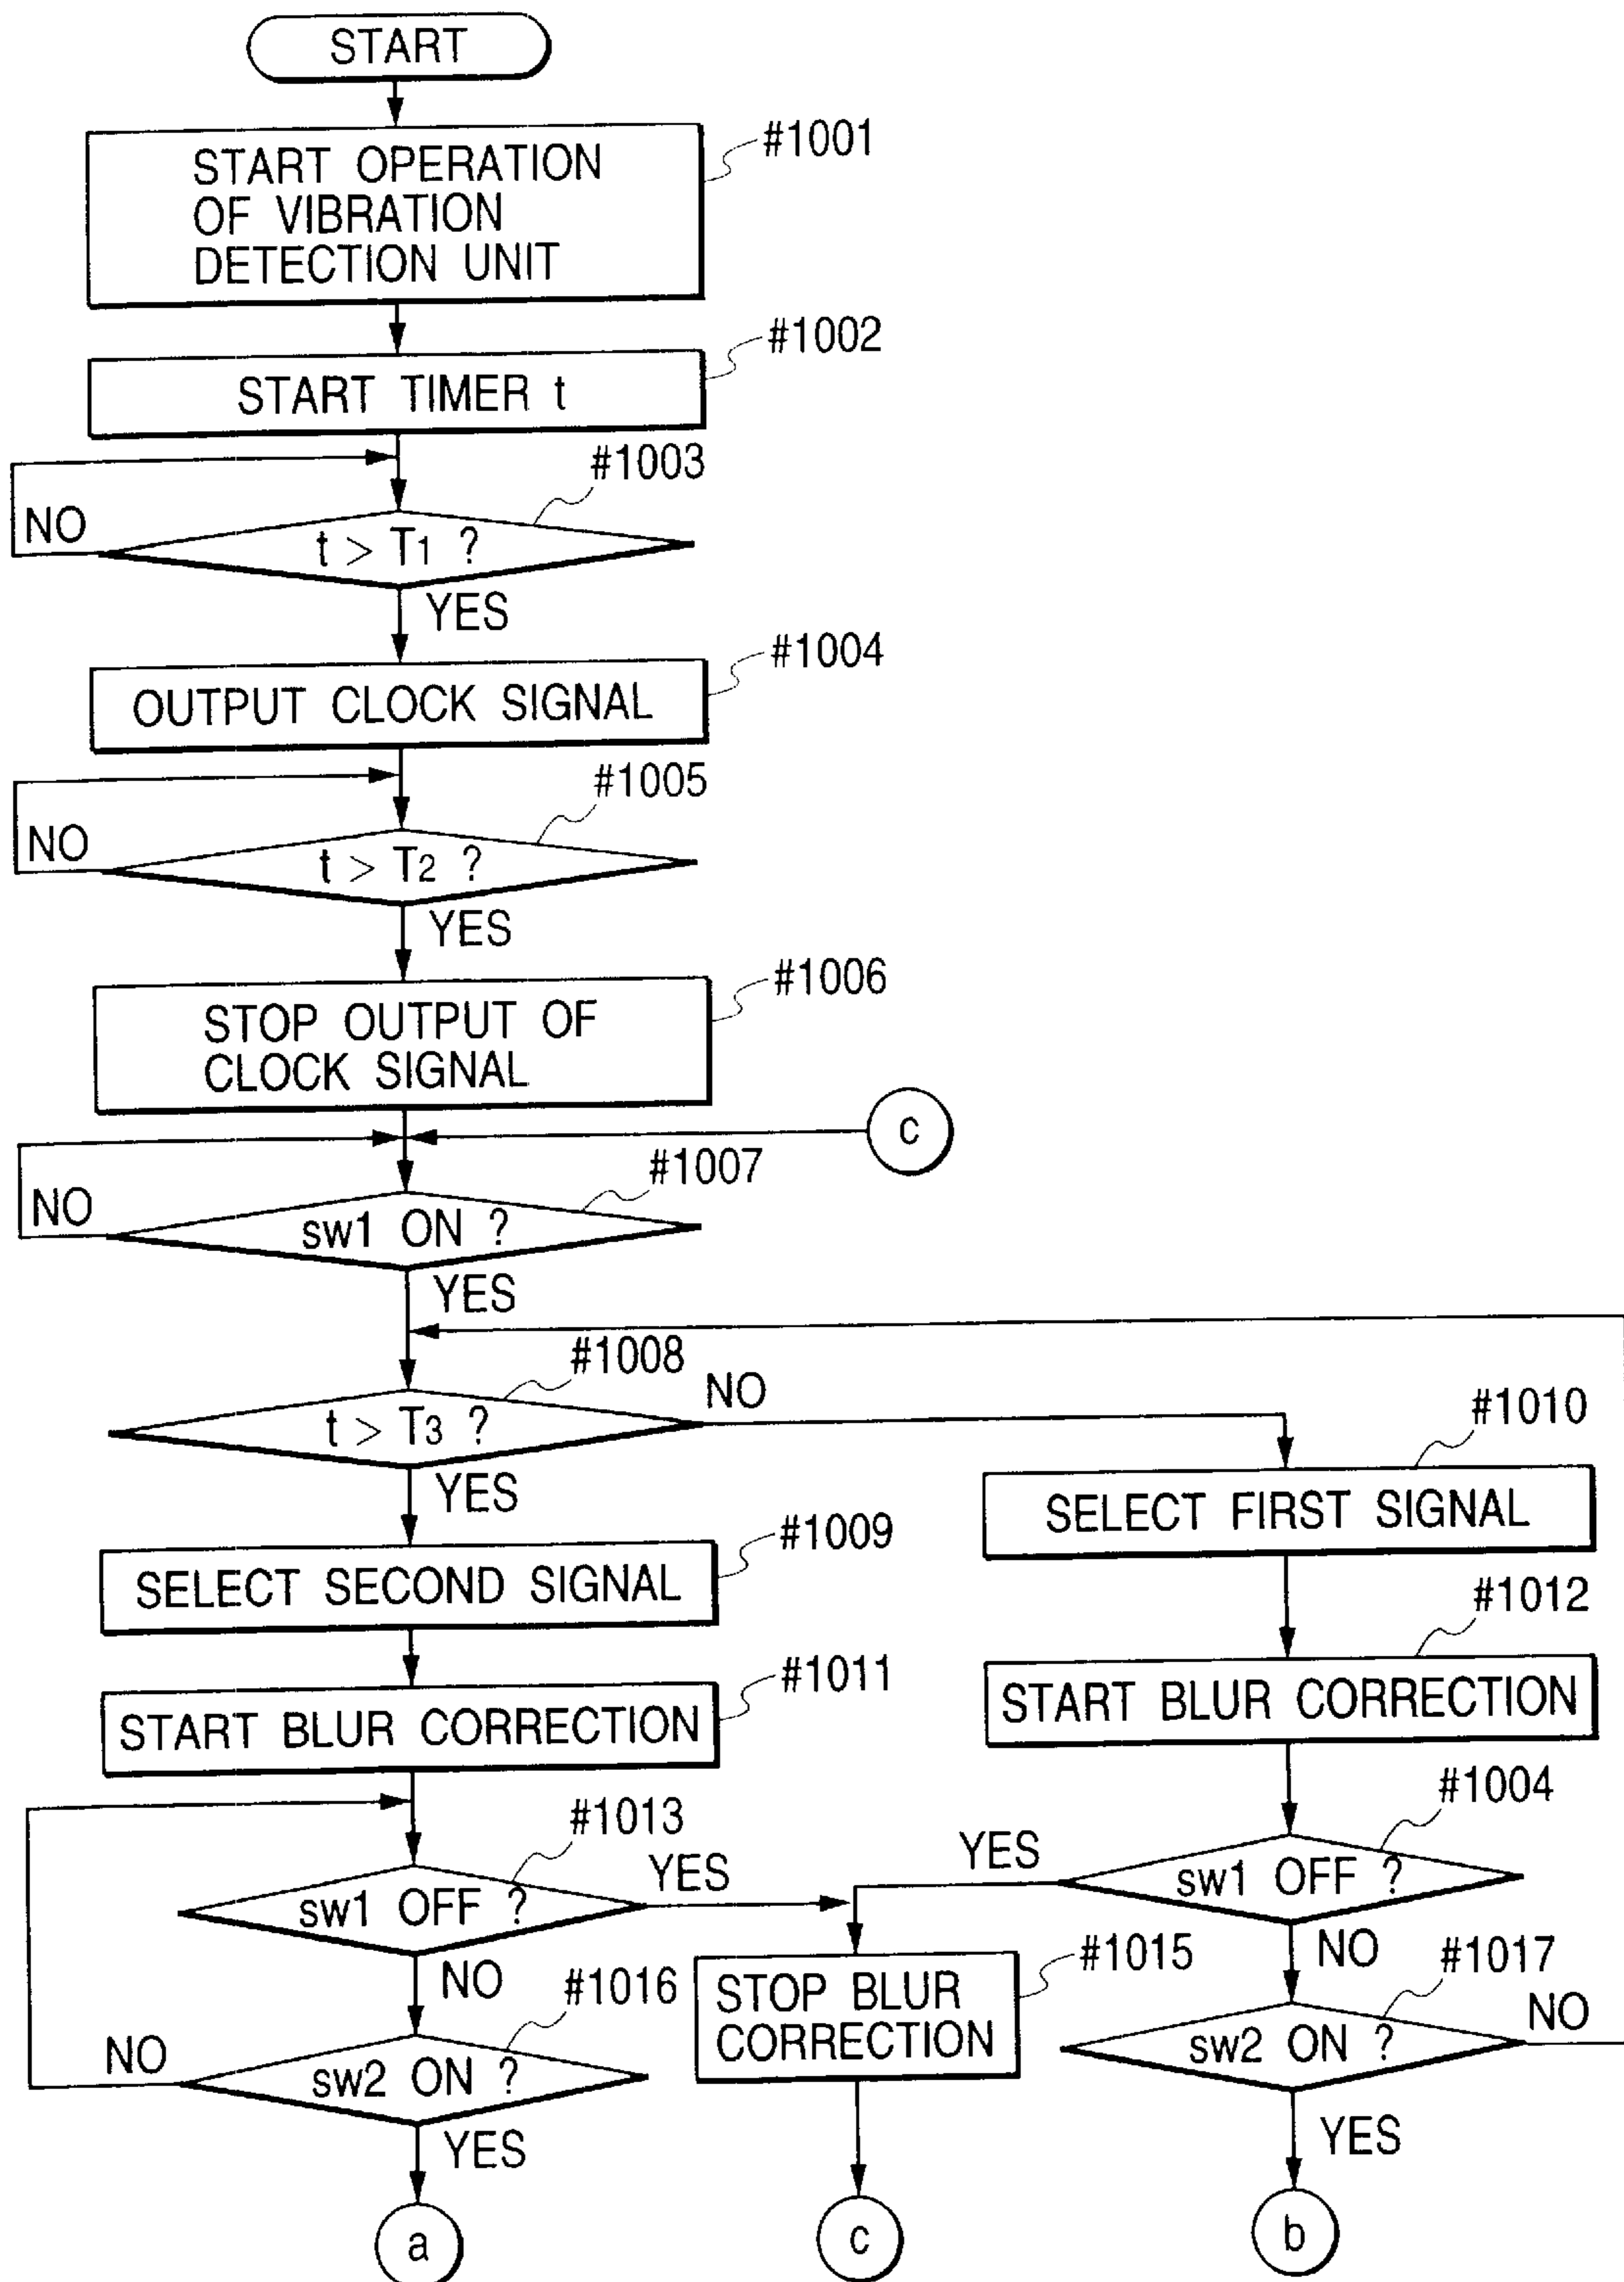 START
#1001
START OPERATION
OF VIBRATION
DETECTION UNIT
#1002
START TIMER t
#1003
NO
t > T1 ?
YES
#1004
OUTPUT CLOCK SIGNAL
#1005
NO
t > T2 ?
YES
#1006
STOP OUTPUT OF
CLOCK SIGNAL
c
#1007
NO
sw1 ON ?
YES
#1008
NO
t > T3 ?
YES
#1010
SELECT FIRST SIGNAL
#1009
SELECT SECOND SIGNAL
#1012
START BLUR CORRECTION
#1011
START BLUR CORRECTION
#1004
#1013
YES
YES
sw1 OFF ?
sw1 OFF ?
NO
NO
#1015
#1017
#1016
STOP BLUR
CORRECTION
NO
sw2 ON ?
NO
sw2 ON ?
YES
YES
a
c
b